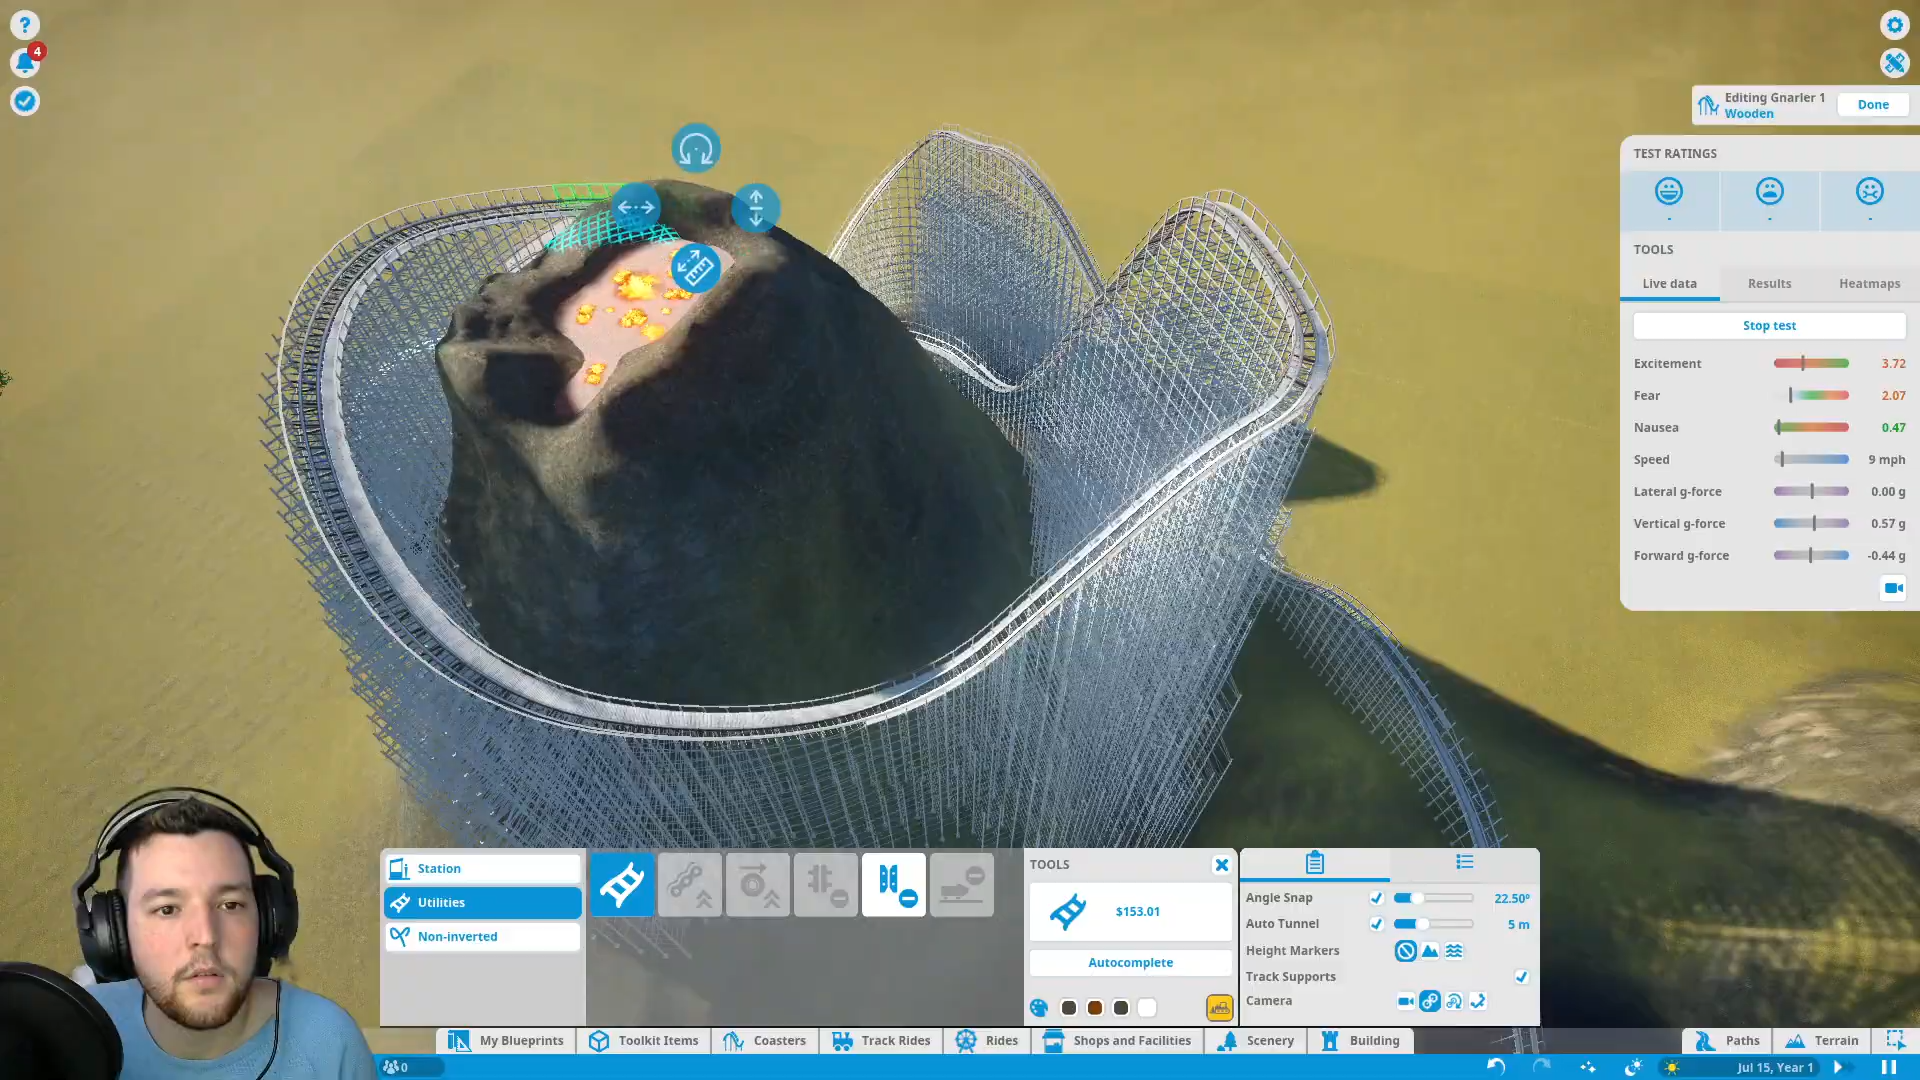 ?
4
Editing Gnarler 1
Wooden
Done
TEST RATINGS
-
-
-
TOOLS
Live data
Results
Heatmaps
Stop test
Excitement
3.72
Fear
2.07
Nausea
0.47
Speed
9 mph
Lateral g-force
0.00 g
Vertical g-force
0.57 g
Forward g-force
-0.44 g
Station
Utilities
Non-inverted
TOOLS
$153.01
Autocomplete
Angle Snap
22.50º
Auto Tunnel
5 m
Height Markers
Track Supports
Camera
My Blueprints
Toolkit Items
Coasters
Track Rides
Rides
Shops and Facilities
Scenery
Building
Paths
Terrain
0
Jul 15, Year 1